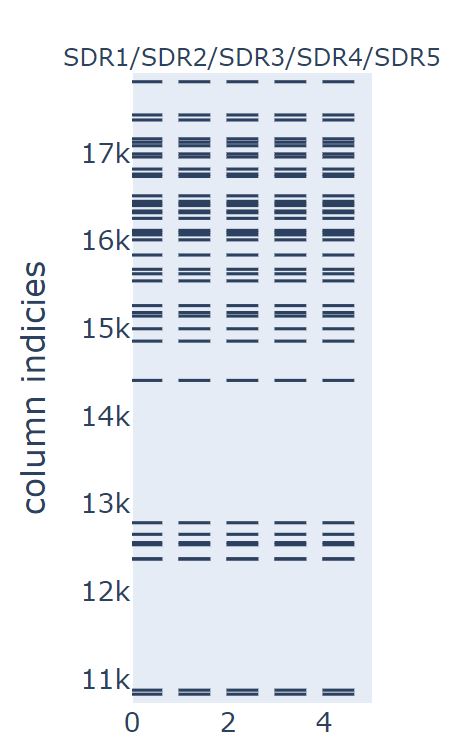 SDR1/SDR2/SDR3/SDR4/SDR5
17k
16k
15k
14k
13k
12k
11k
column indicies
0 2 4